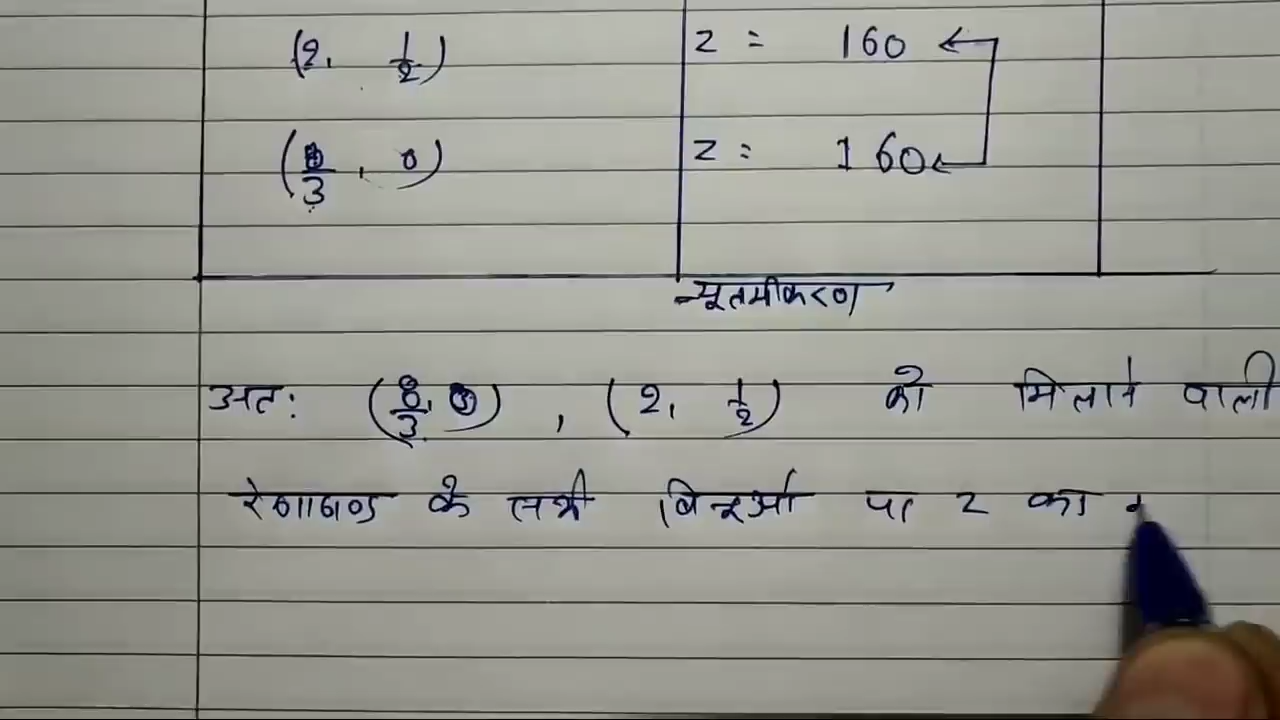 (2, 1/2) z = 160
(8/3, 0) z = 160
न्यूतमीकरण
अतः (8/3, 0), (2, 1/2) को मिलाने वाली
रेखाखण्ड के सभी बिन्दुओं पर z का